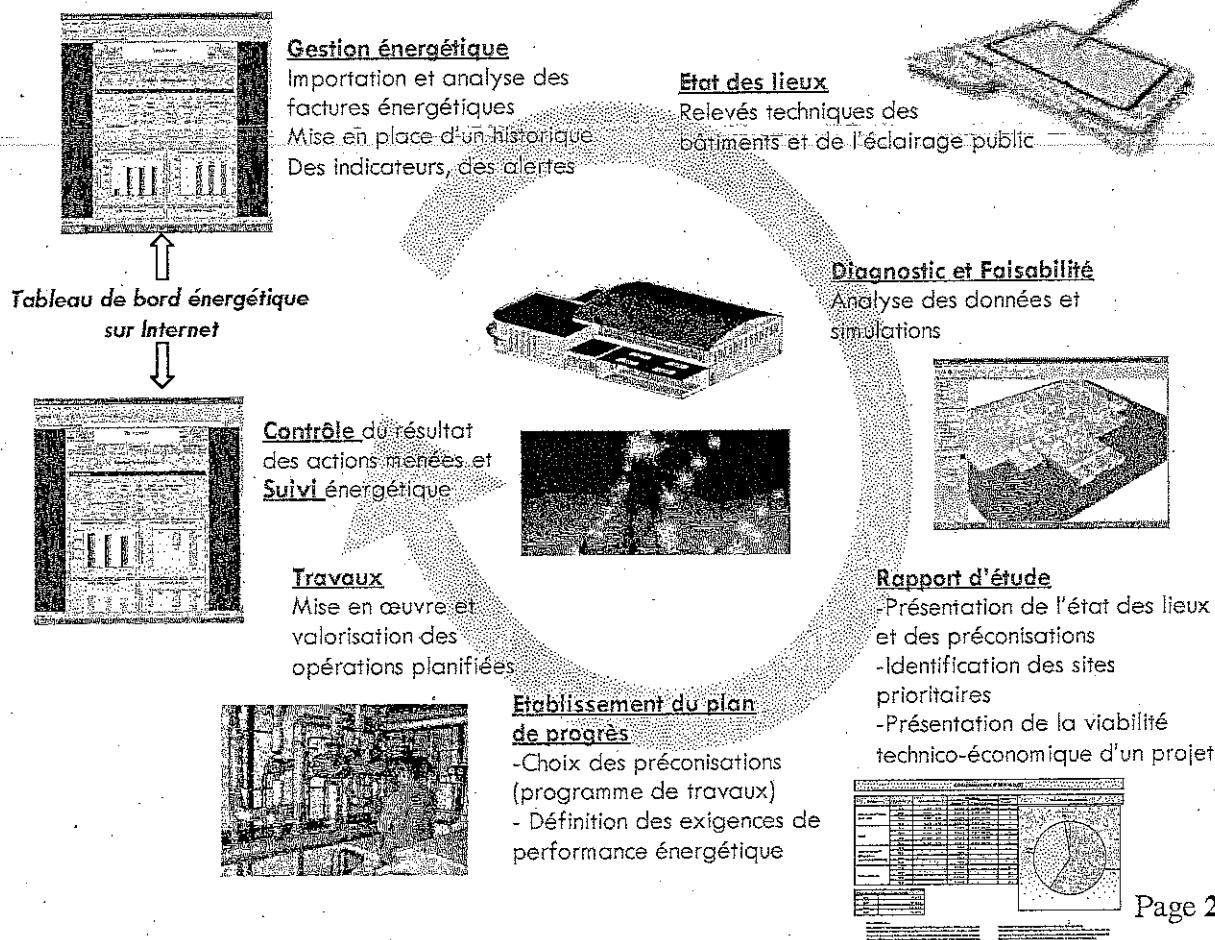 Gestion énergétique
Importation et analyse des
factures énergétiques
Mise en place d'un historique
Des indicateurs, des alertes
Etat des lieux
Relevés techniques des
bâtiments et de l'éclairage public
Tableau de bord énergétique
sur Internet
Diagnostic et Faisabilité
Analyse des données et
simulations
Contrôle du résultat
des actions menées et
Suivi énergétique
Travaux
Mise en œuvre et
valorisation des
opérations planifiées
Rapport d'étude
-Présentation de l'état des lieux
et des préconisations
-Identification des sites
prioritaires
-Présentation de la viabilité
technico-économique d'un projet
Etablissement du plan
de progrès
-Choix des préconisations
(programme de travaux)
- Définition des exigences de
performance énergétique
Page 2